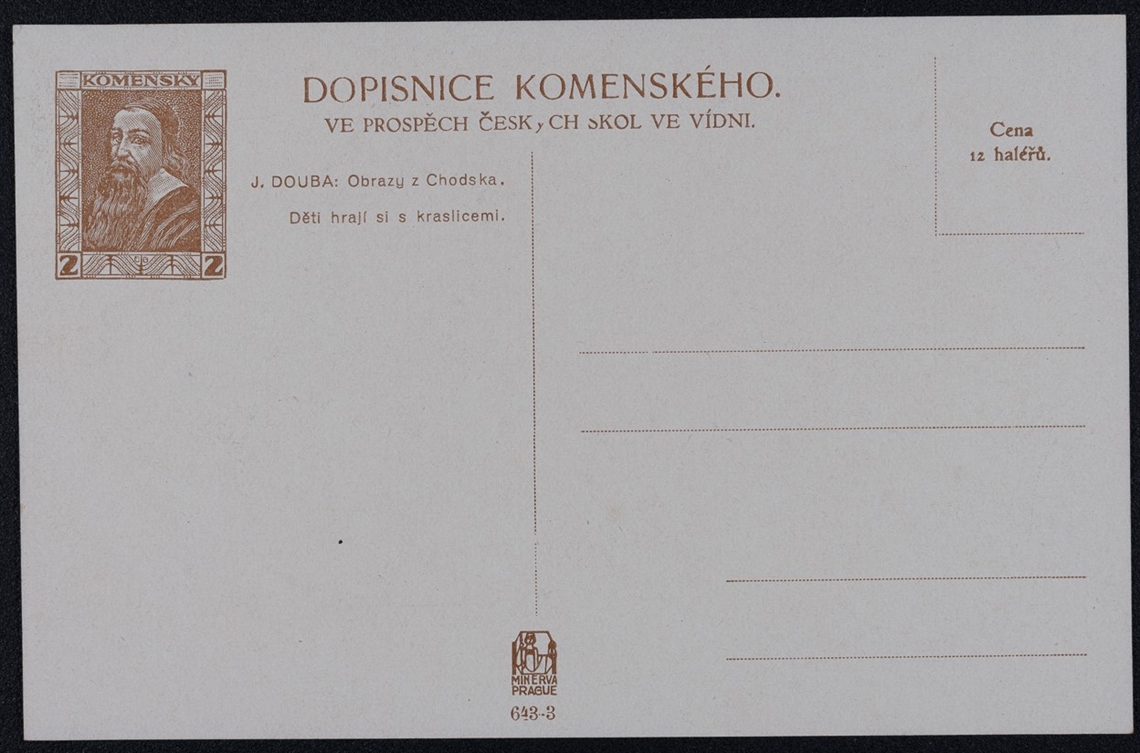 KOMENSKÝ
2 2
DOPISNICE KOMENSKÉHO.
VE PROSPĚCH ČESKÝCH ŠKOL VE VÍDNI.
J. DOUBA: Obrazy z Chodska.
Děti hrají si s kraslicemi.
Cena
12 haléřů.
MINERVA
PRAGUE
643-3